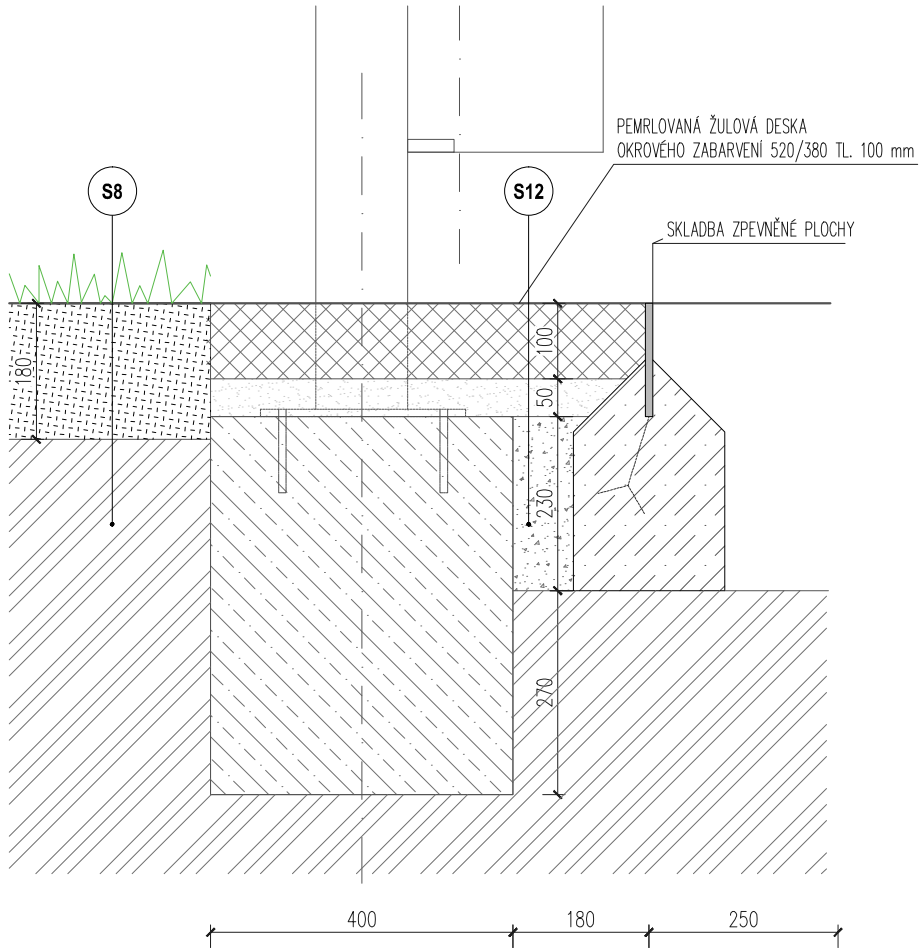 PEMRLOVANÁ ŽULOVÁ DESKA
OKROVÉHO ZABARVENÍ 520/380 TL. 100 mm
S8
S12
SKLADBA ZPEVNĚNÉ PLOCHY
100
180
50
230
270
400
180
250